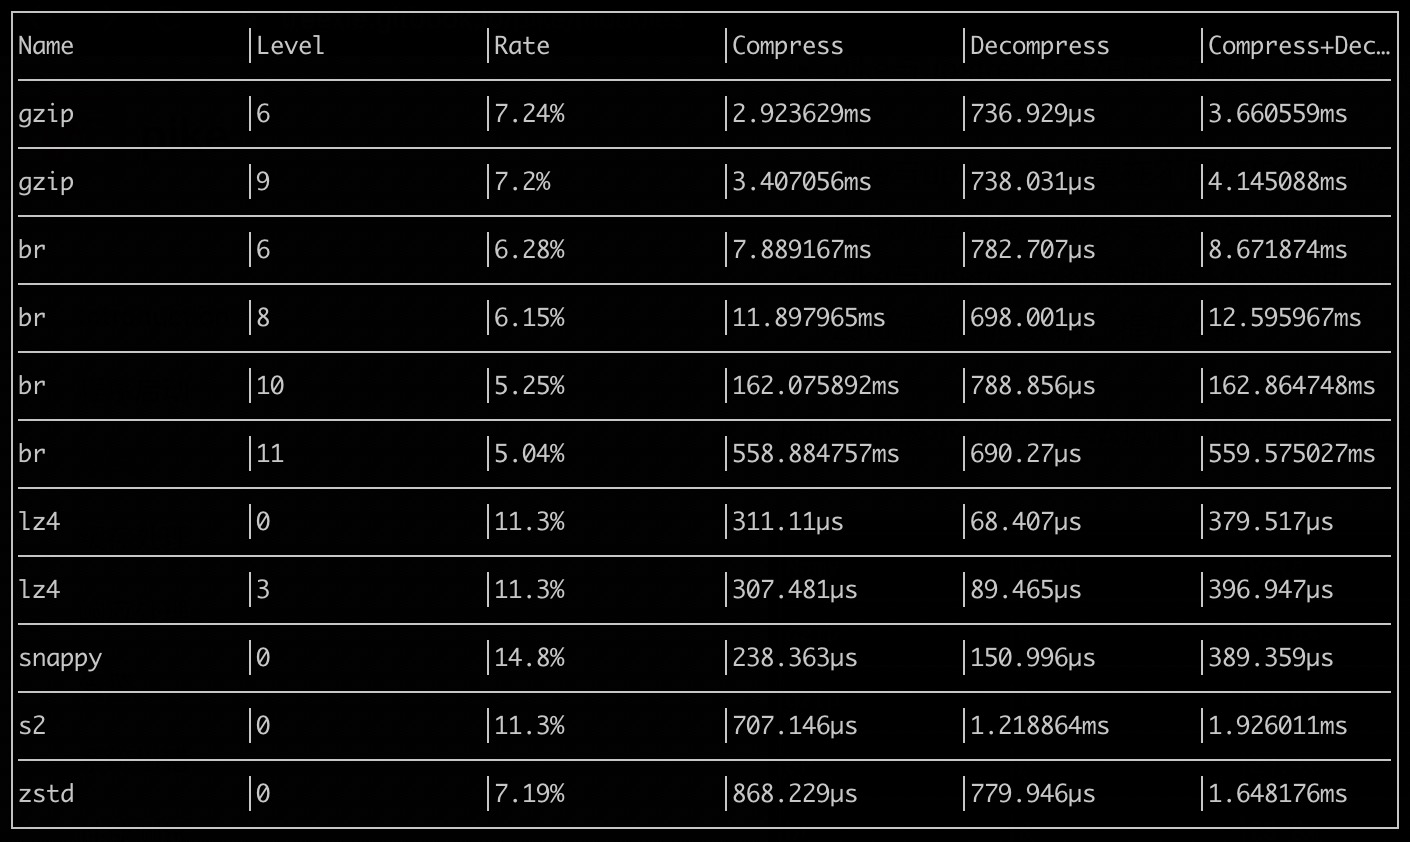 Name Level Rate Compress Decompress Compress+Dec…
gzip 6 7.24% 2.923629ms 736.929µs 3.660559ms
gzip 9 7.2% 3.407056ms 738.031µs 4.145088ms
br 6 6.28% 7.889167ms 782.707µs 8.671874ms
br 8 6.15% 11.897965ms 698.001µs 12.595967ms
br 10 5.25% 162.075892ms 788.856µs 162.864748ms
br 11 5.04% 558.884757ms 690.27µs 559.575027ms
lz4 0 11.3% 311.11µs 68.407µs 379.517µs
lz4 3 11.3% 307.481µs 89.465µs 396.947µs
snappy 0 14.8% 238.363µs 150.996µs 389.359µs
s2 0 11.3% 707.146µs 1.218864ms 1.926011ms
zstd 0 7.19% 868.229µs 779.946µs 1.648176ms